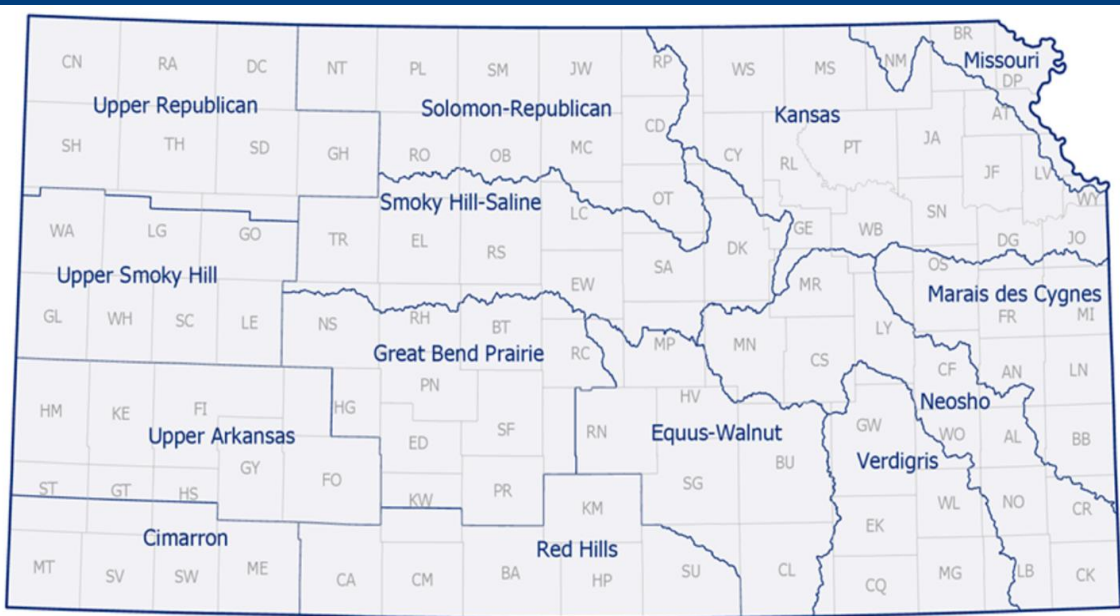 BR
CN RA DC NT PL SM JW RP WS MS NM Missouri
DP
Upper Republican Solomon-Republican Kansas
AT
CD
SH TH SD GH RO OB MC CY RL PT JA JF LV
WY
Smoky Hill-Saline
OT
LC
SN
WA LG GO TR EL RS DK GE WB DG JO
OS
Upper Smoky Hill
SA
EW
MR
Marais des Cygnes
GL WH SC LE NS RH BT FR MI
LY
Great Bend Prairie
RC MP MN CS
PN
CF AN LN
HV
Neosho
HM KE FI HG
Upper Arkansas
ED SF RN Equus-Walnut GW WO AL BB
Verdigris
GY FO BU
ST GT HS KW PR SG WL NO CR
KM
EK
Cimarron
Red Hills
MT SV SW ME CA CM BA HP SU CL CQ MG LB CK